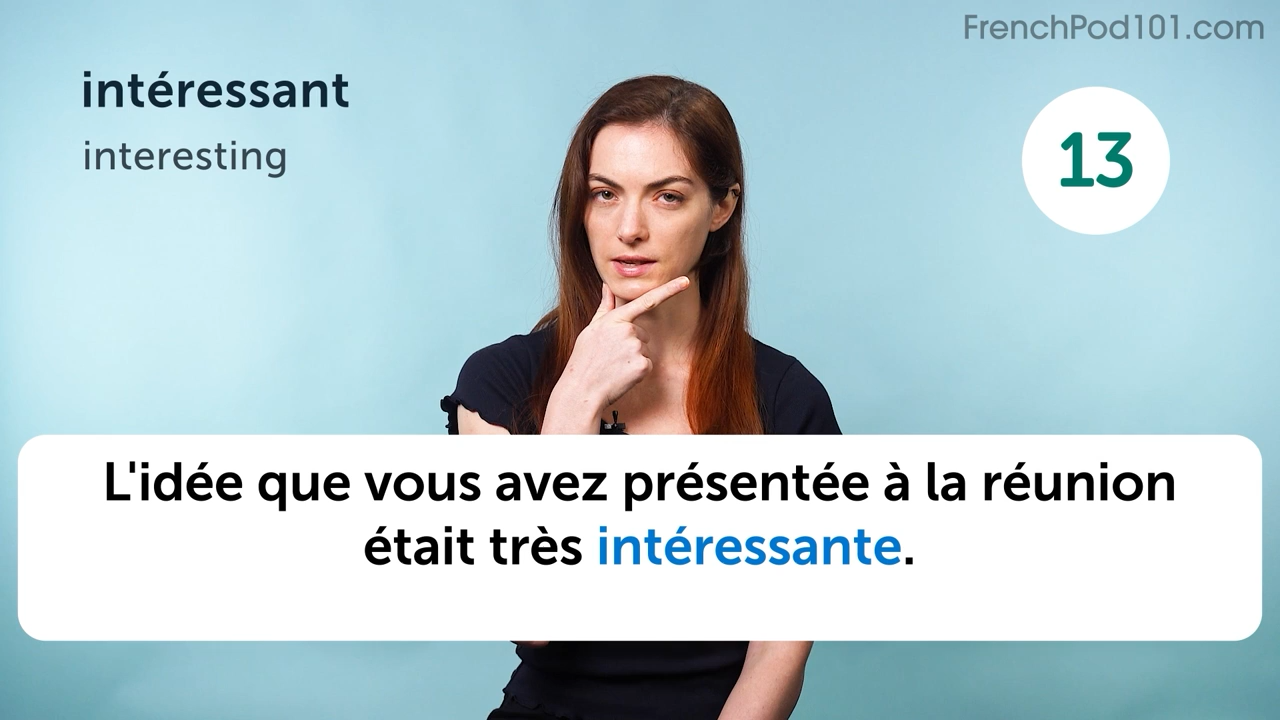 FrenchPod101.com
intéressant
interesting
13
L'idée que vous avez présentée à la réunion
était très intéressante.